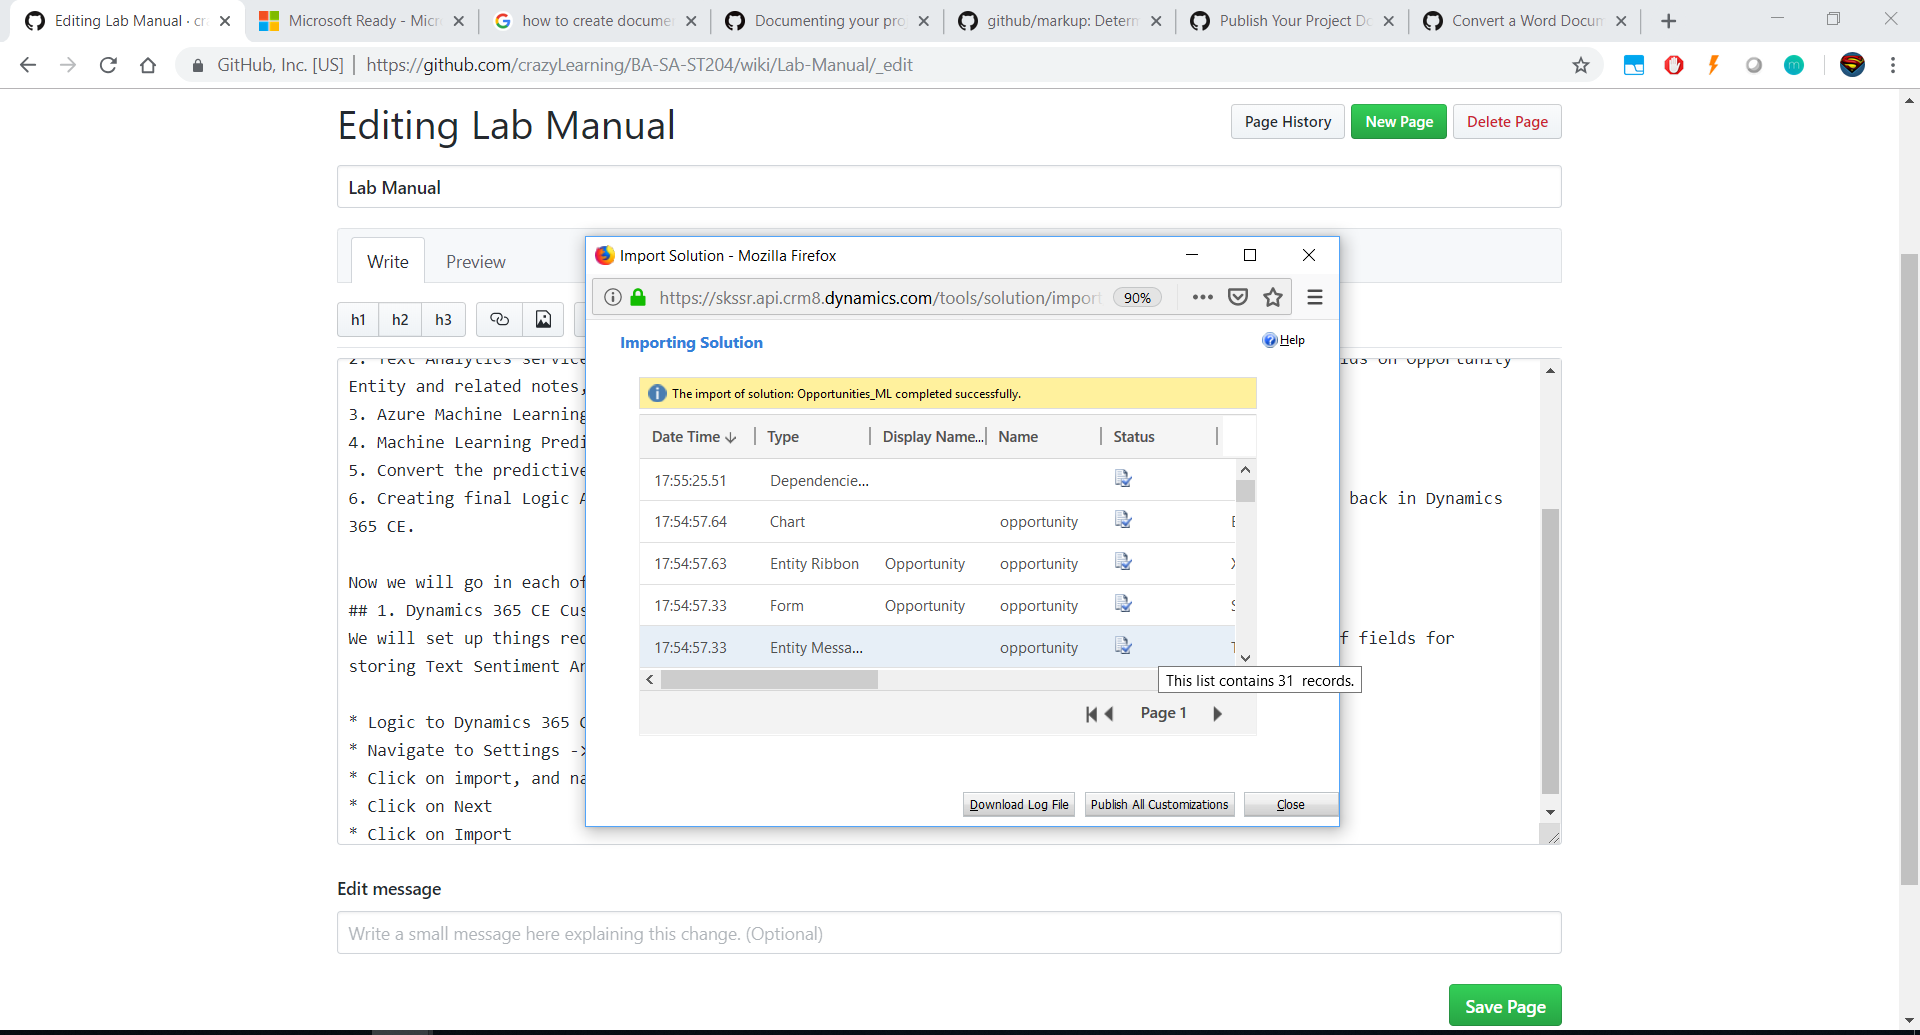 Editing Lab Manual · cr
Microsoft Ready - Micr
how to create docume
Documenting your pro
github/markup: Deter
Publish Your Project Do
Convert a Word Docum
GitHub, Inc. [US] | https://github.com/crazyLearning/BA-SA-ST204/wiki/Lab-Manual/_edit
Editing Lab Manual
Page History
New Page
Delete Page
Lab Manual
Write
Preview
h1
h2
h3
2. Text Analytics service
on Opportunity
Entity and related notes,
3. Azure Machine Learning
4. Machine Learning Predi
5. Convert the predictive
6. Creating final Logic A
back in Dynamics
365 CE.
Now we will go in each of
## 1. Dynamics 365 CE Cus
We will set up things req
f fields for
storing Text Sentiment An
* Logic to Dynamics 365 C
* Navigate to Settings ->
* Click on import, and na
* Click on Next
* Click on Import
Import Solution - Mozilla Firefox
https://skssr.api.crm8.dynamics.com/tools/solution/import
90%
Importing Solution
Help
The import of solution: Opportunities_ML completed successfully.
Date Time Type Display Name... Name Status
17:55:25.51 Dependencie...
17:54:57.64 Chart opportunity
17:54:57.63 Entity Ribbon Opportunity opportunity
17:54:57.33 Form Opportunity opportunity
17:54:57.33 Entity Messa... opportunity
This list contains 31 records.
Page 1
Download Log File
Publish All Customizations
Close
Edit message
Write a small message here explaining this change. (Optional)
Save Page